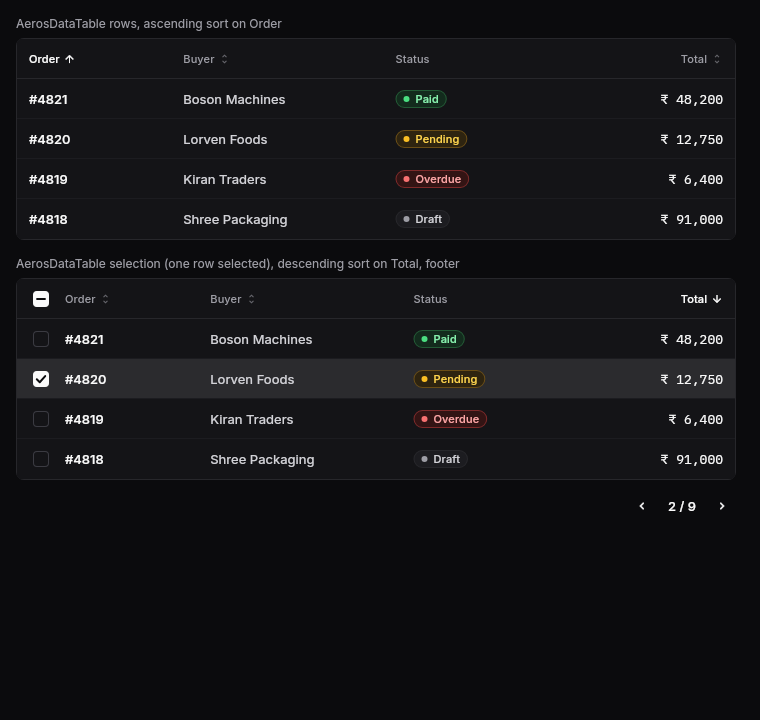 AerosDataTable rows, ascending sort on Order
Order Buyer Status Total
#4821 Boson Machines Paid ₹ 48,200
#4820 Lorven Foods Pending ₹ 12,750
#4819 Kiran Traders Overdue ₹ 6,400
#4818 Shree Packaging Draft ₹ 91,000
AerosDataTable selection (one row selected), descending sort on Total, footer
Order Buyer Status Total
#4821 Boson Machines Paid ₹ 48,200
#4820 Lorven Foods Pending ₹ 12,750
#4819 Kiran Traders Overdue ₹ 6,400
#4818 Shree Packaging Draft ₹ 91,000
2 / 9